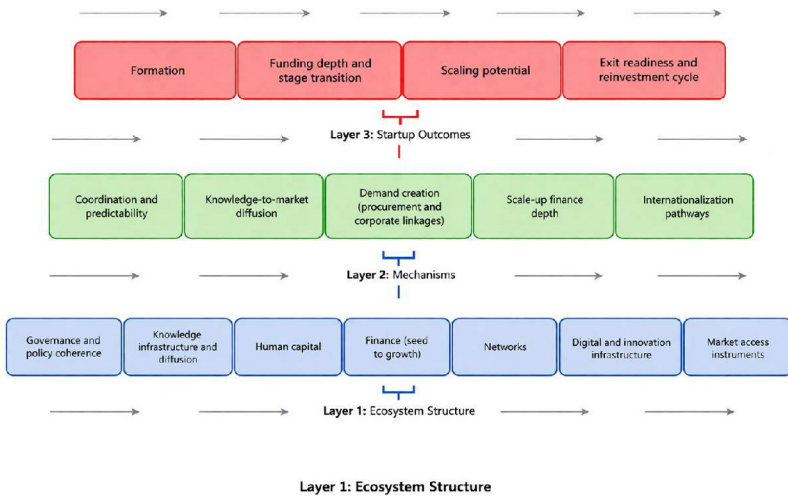 Formation
Funding depth and
stage transition
Scaling potential
Exit readiness and
reinvestment cycle
Layer 3: Startup Outcomes
Coordination and
predictability
Knowledge-to-market
diffusion
Demand creation
(procurement and
corporate linkages)
Scale-up finance
depth
Internationalization
pathways
Layer 2: Mechanisms
Governance and
policy coherence
Knowledge
infrastructure and
diffusion
Human capital
Finance (seed
to growth)
Networks
Digital and innovation
infrastructure
Market access
instruments
Layer 1: Ecosystem Structure
Layer 1: Ecosystem Structure